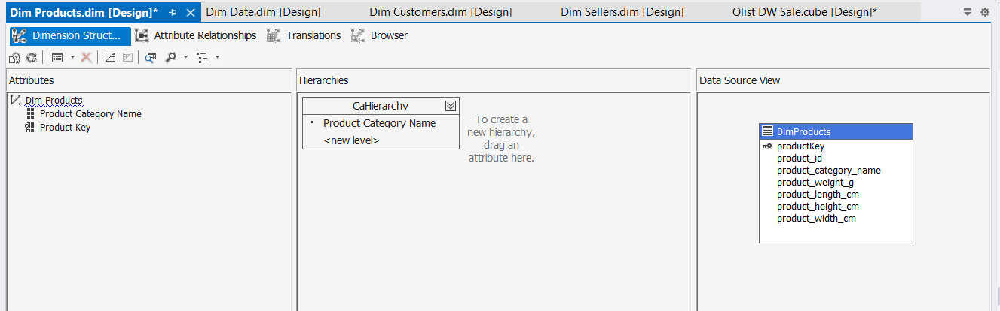 Dim Products.dim [Design]* Dim Date.dim [Design] Dim Customers.dim [Design] Dim Sellers.dim [Design] Olist DW Sale.cube [Design]*
Dimension Struct... Attribute Relationships Translations Browser
Attributes
Dim Products
Product Category Name
Product Key
Hierarchies
CaHierarchy
Product Category Name
<new level>
To create a
new hierarchy,
drag an
attribute here.
Data Source View
DimProducts
productKey
product_id
product_category_name
product_weight_g
product_length_cm
product_height_cm
product_width_cm